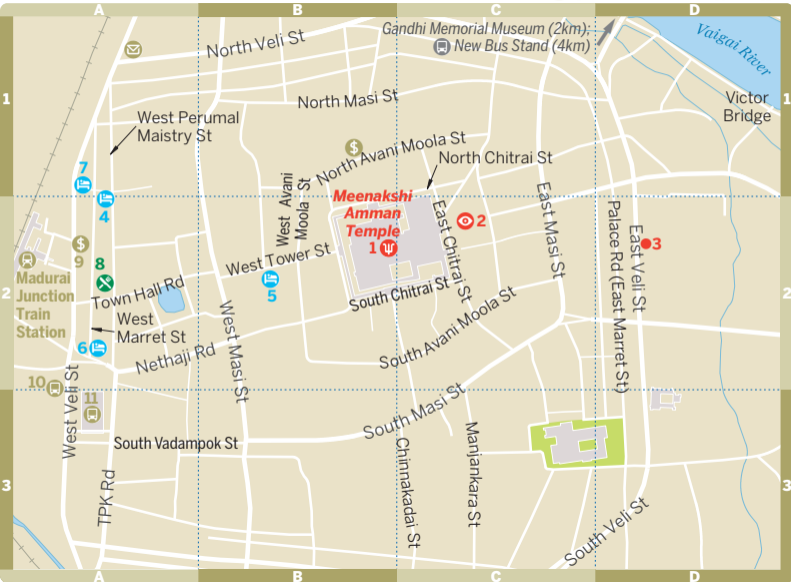 A
B
C
D
Gandhi Memorial Museum (2km);
New Bus Stand (4km)
Vaigai River
North Veli St
1
1
Victor
Bridge
North Masi St
West Perumal
Maistry St
$
North Avani Moola St
North Chitrai St
7
4
West Avani
Moola St
Meenakshi
Amman
Temple
1
2
East Chitrai St
East Masi St
Palace Rd (East Marret St)
East Veli St
3
$
9
8
Madurai
Junction
Train
Station
2
2
Town Hall Rd
West Tower St
5
South Chitrai St
West
Marret St
6
Nethaji Rd
West Masi St
South Avani Moola St
10
11
West Veli St
South Masi St
South Vadampok St
TPK Rd
Chinnakadai St
Manjankara St
3
3
South Veli St
A
B
C
D